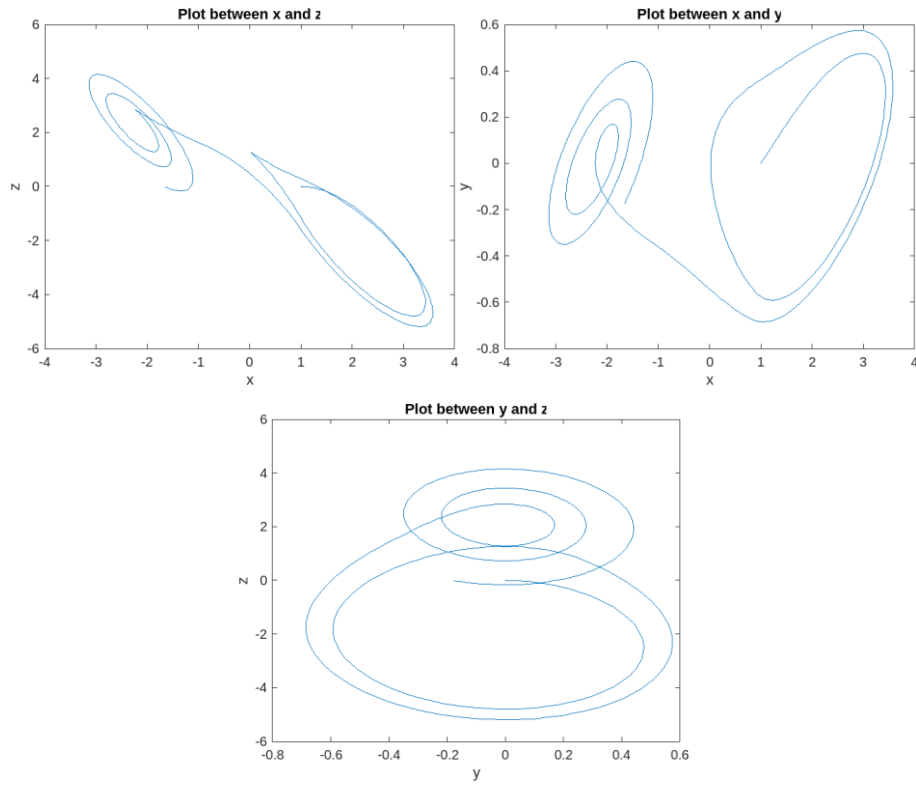 Plot between x and z
6
4
2
0
-2
-4
-6
z
-4 -3 -2 -1 0 1 2 3 4
x
Plot between x and y
0.6
0.4
0.2
0
-0.2
-0.4
-0.6
-0.8
y
-4 -3 -2 -1 0 1 2 3 4
x
Plot between y and z
6
4
2
0
-2
-4
-6
z
-0.8 -0.6 -0.4 -0.2 0 0.2 0.4 0.6
y